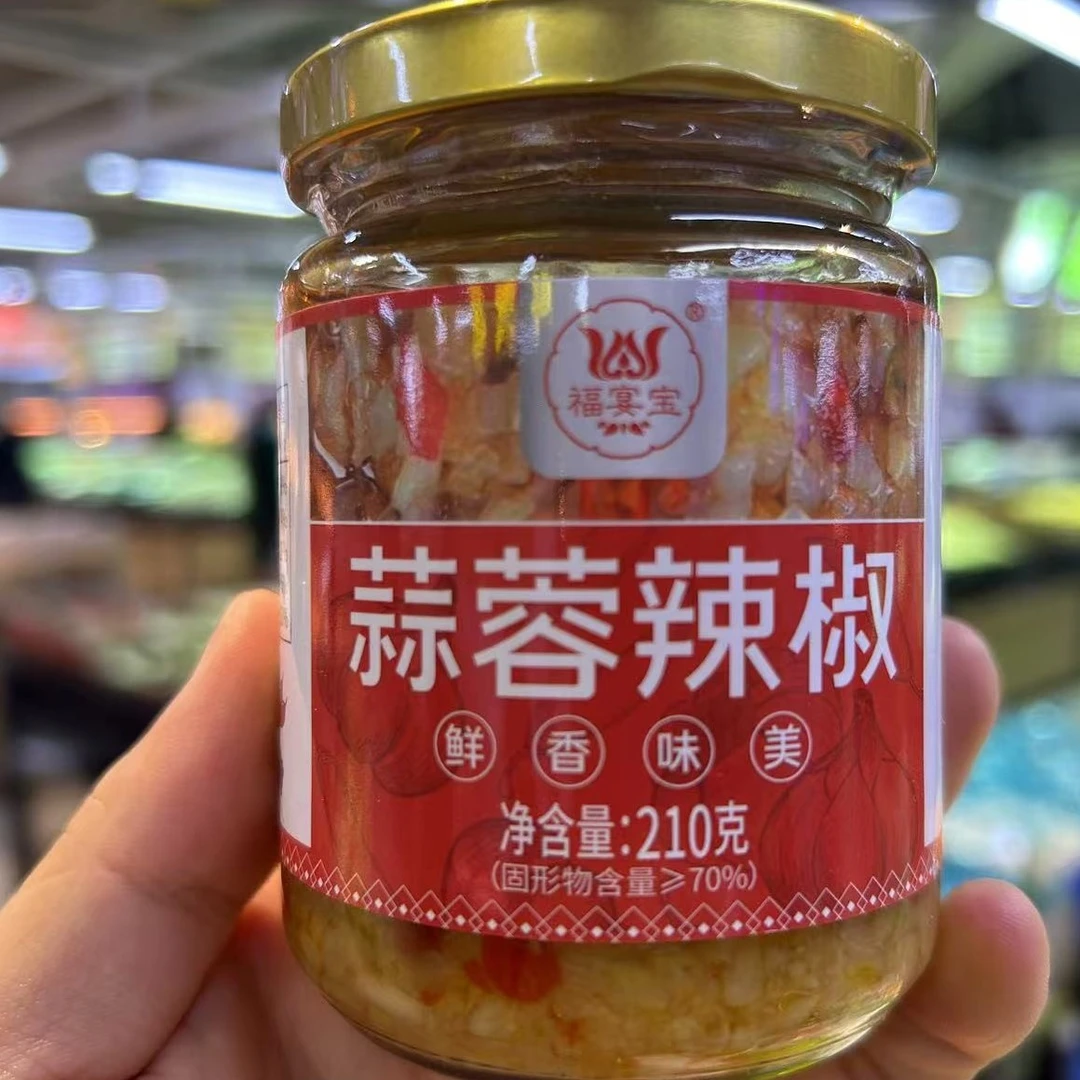 ®
福宴宝
蒜蓉辣椒
鲜香味美
净含量:210克
(固形物含量≥70%)